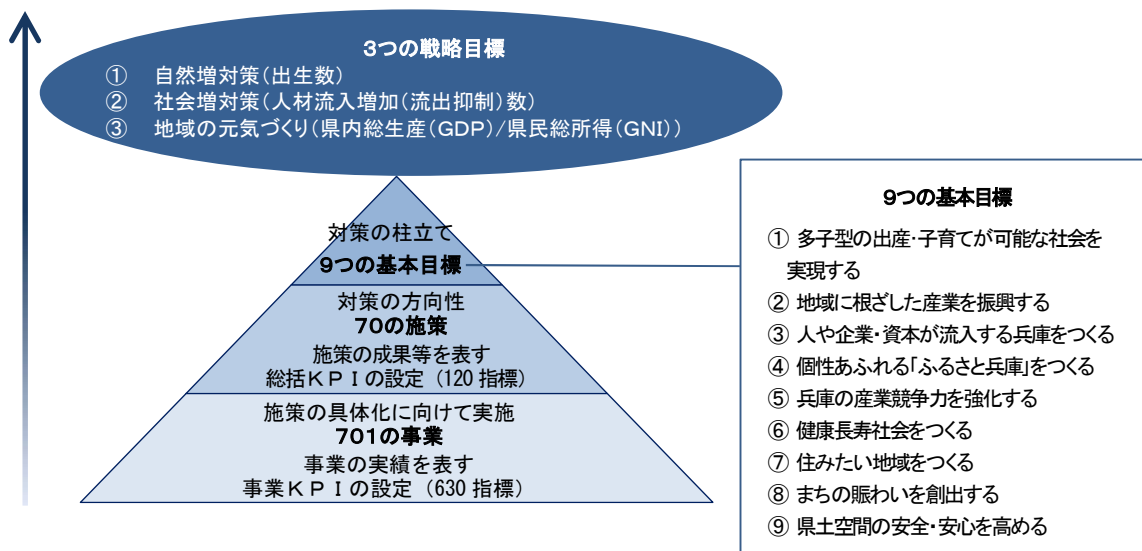 3つの戦略目標
① 自然増対策(出生数)
② 社会増対策(人材流入増加(流出抑制)数)
③ 地域の元気づくり(県内総生産(GDP)/県民総所得(GNI))
対策の柱立て
9つの基本目標
対策の方向性
70の施策
施策の成果等を表す
総括KPIの設定(120指標)
施策の具体化に向けて実施
701の事業
事業の実績を表す
事業KPIの設定(630指標)
9つの基本目標
① 多子型の出産・子育てが可能な社会を
実現する
② 地域に根ざした産業を振興する
③ 人や企業・資本が流入する兵庫をつくる
④ 個性あふれる「ふるさと兵庫」をつくる
⑤ 兵庫の産業競争力を強化する
⑥ 健康長寿社会をつくる
⑦ 住みたい地域をつくる
⑧ まちの賑わいを創出する
⑨ 県土空間の安全・安心を高める